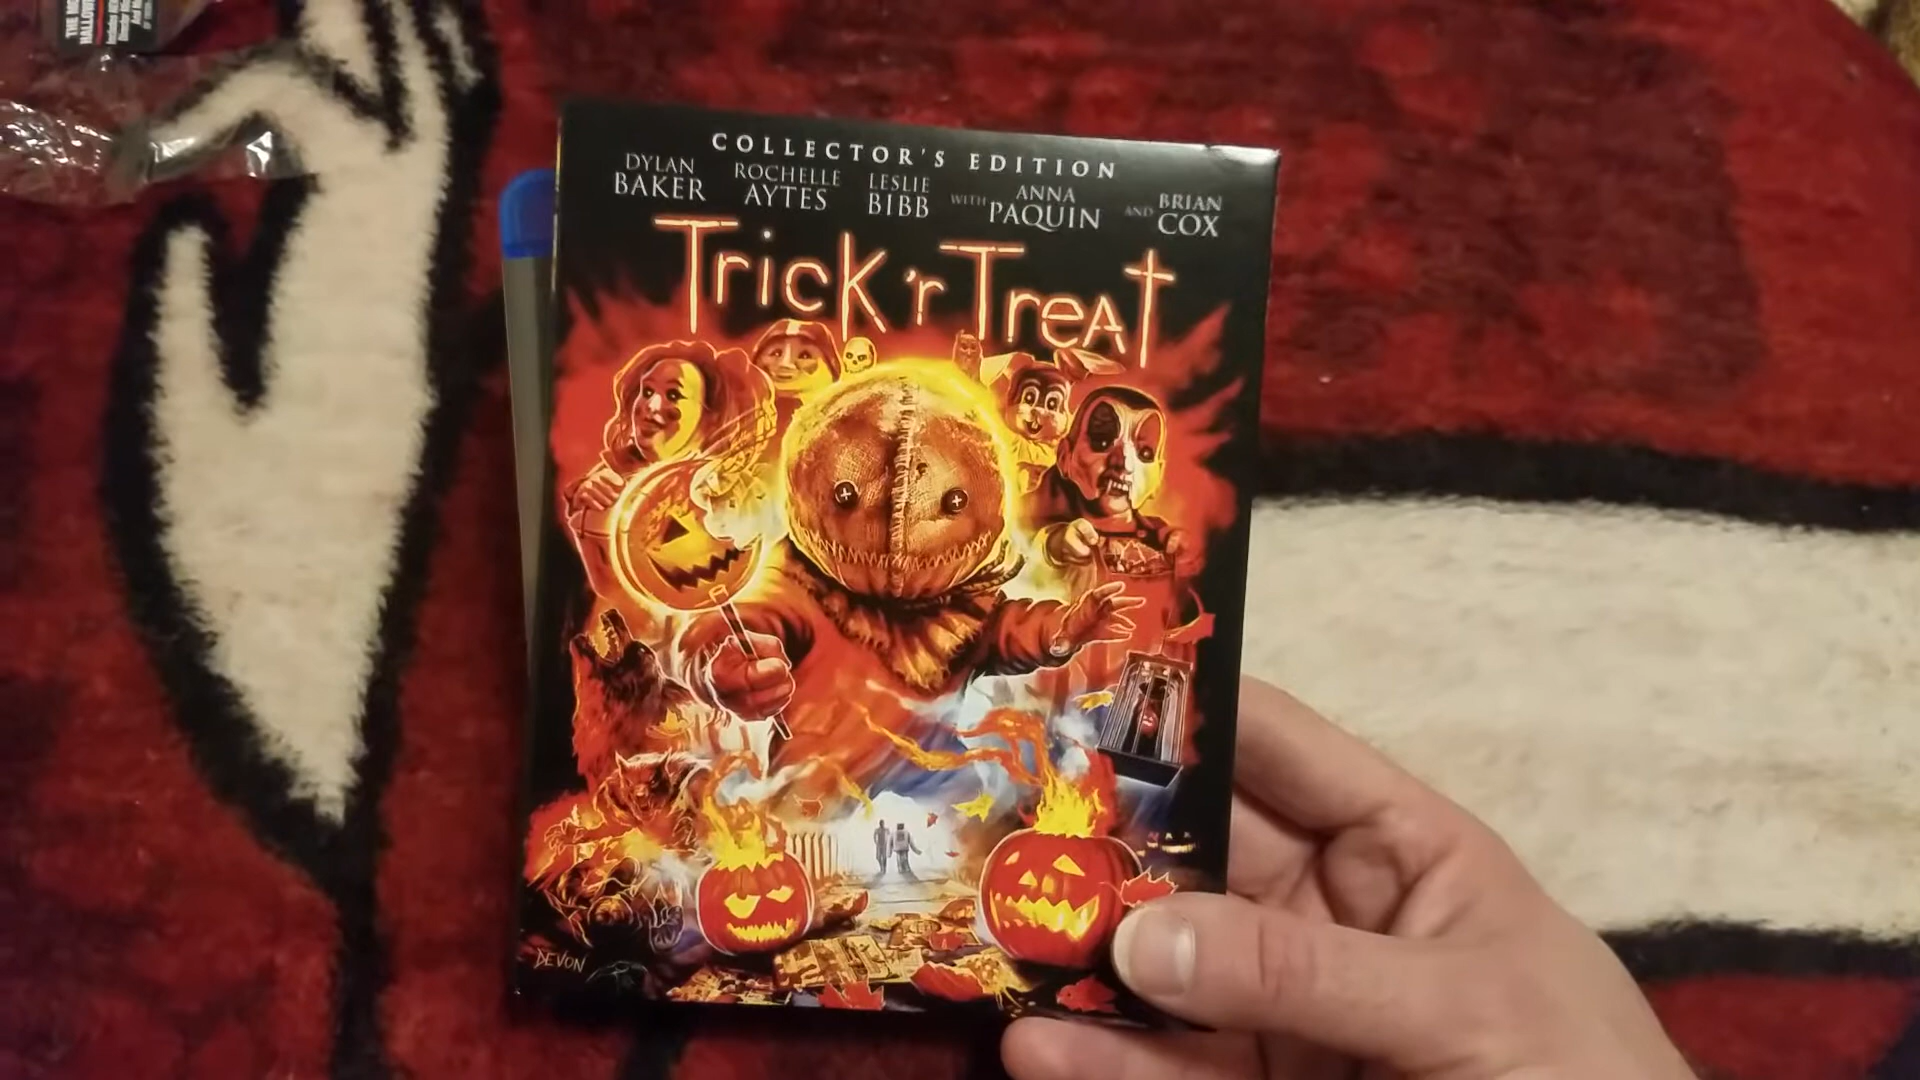 COLLECTOR'S EDITION
DYLAN BAKER ROCHELLE AYTES LESLIE BIBB WITH ANNA PAQUIN AND BRIAN COX
Trick 'r Treat
DEVON